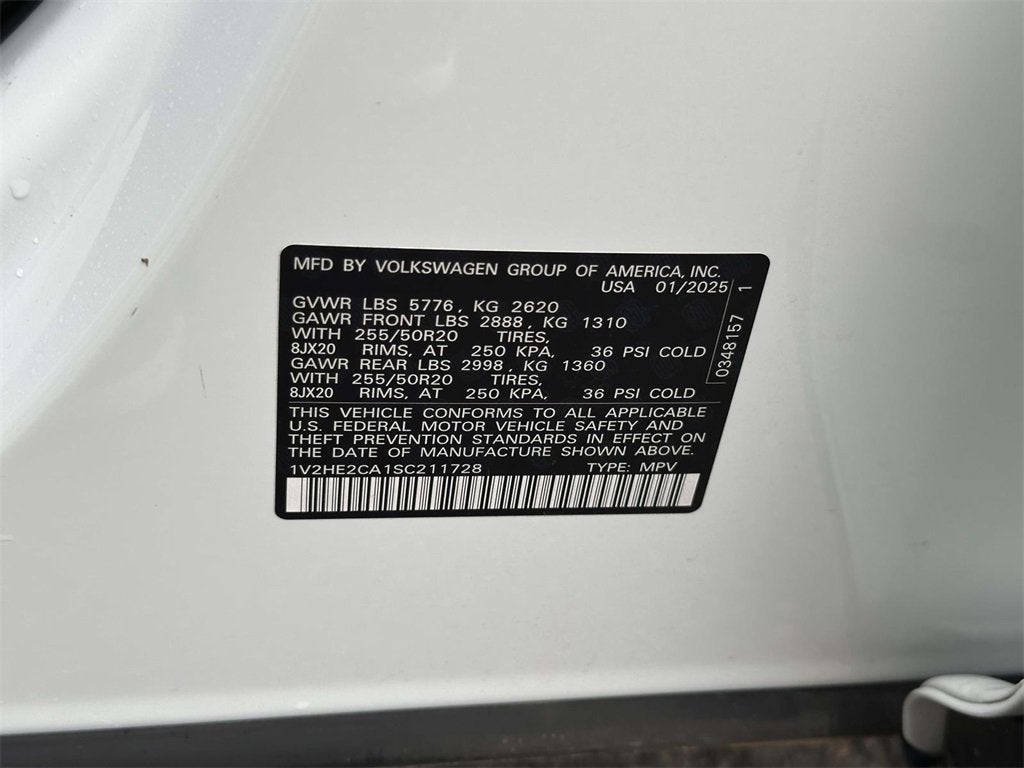 MFD BY VOLKSWAGEN GROUP OF AMERICA, INC.
USA 01/2025
GVWR LBS 5776, KG 2620
GAWR FRONT LBS 2888, KG 1310
WITH 255/50R20 TIRES,
8JX20 RIMS, AT 250 KPA, 36 PSI COLD
GAWR REAR LBS 2998, KG 1360
WITH 255/50R20 TIRES,
8JX20 RIMS, AT 250 KPA, 36 PSI COLD
THIS VEHICLE CONFORMS TO ALL APPLICABLE
U.S. FEDERAL MOTOR VEHICLE SAFETY AND
THEFT PREVENTION STANDARDS IN EFFECT ON
THE DATE OF MANUFACTURE SHOWN ABOVE.
1V2HE2CA1SC211728 TYPE: MPV
0348157 1